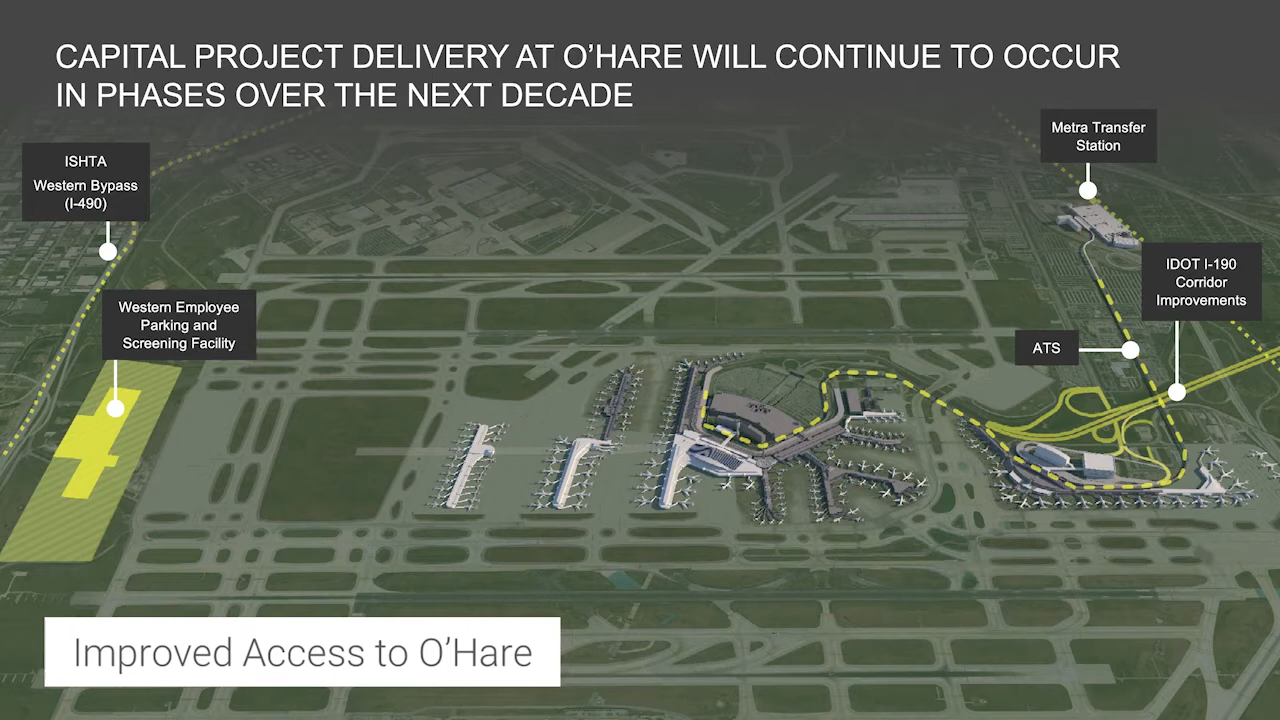 CAPITAL PROJECT DELIVERY AT O’HARE WILL CONTINUE TO OCCUR
IN PHASES OVER THE NEXT DECADE
ISHTA
Western Bypass
(I-490)
Western Employee
Parking and
Screening Facility
Metra Transfer
Station
IDOT I-190
Corridor
Improvements
ATS
Improved Access to O’Hare